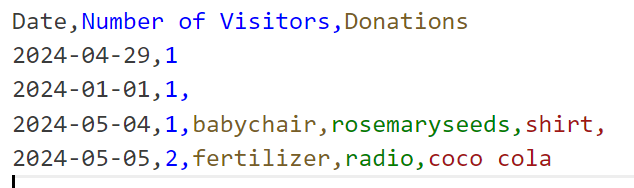 Date,Number of Visitors,Donations
2024-04-29,1
2024-01-01,1,
2024-05-04,1,babychair,rosemaryseeds,shirt,
2024-05-05,2,fertilizer,radio,coco cola